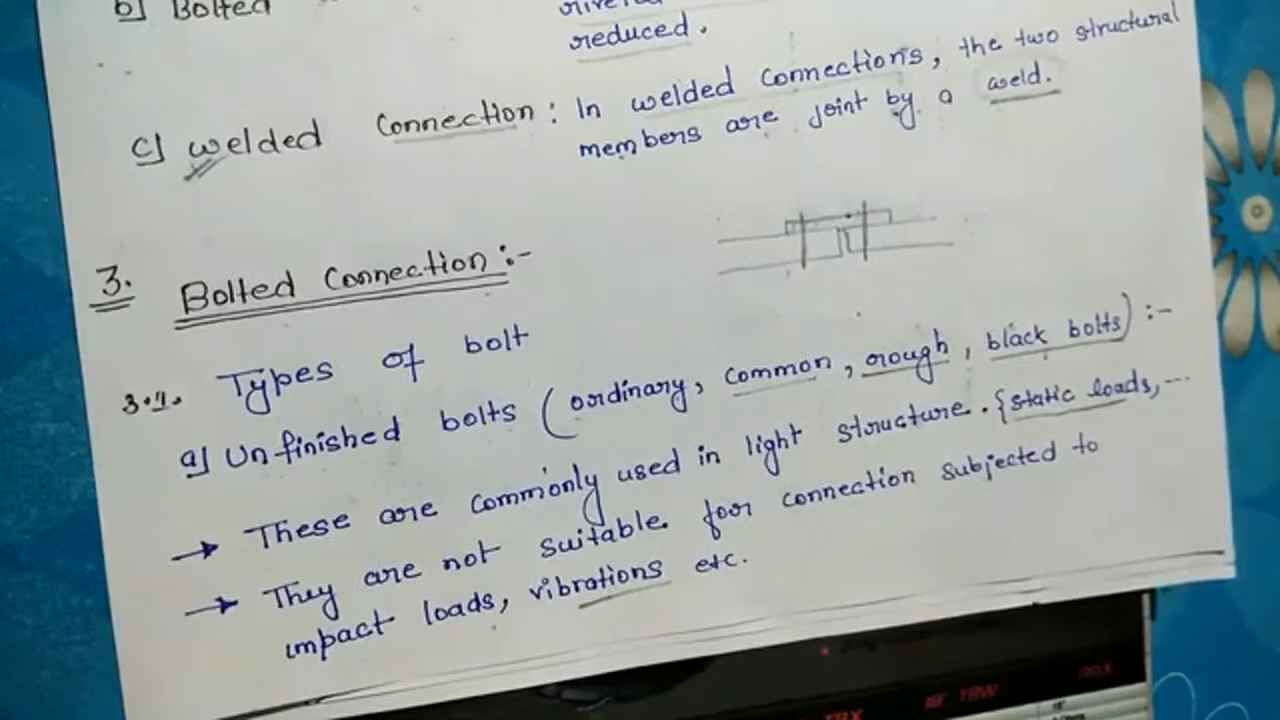 b) Bolted
reduced.
c) welded Connection : In welded connections, the two structural
members are joint by a weld.
3. Bolted Connection :-
3.1. Types of bolt
a) Unfinished bolts (ordinary, common, rough, black bolts) :-
→ These are commonly used in light structure. {static loads, ...
→ They are not suitable for connection subjected to
impact loads, vibrations etc.